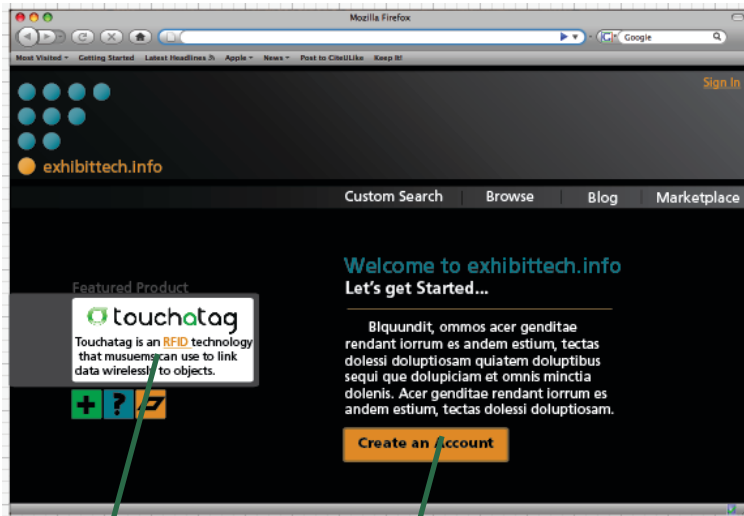 Mozilla Firefox
Google
Most Visited Getting Started Latest Headlines Apple News Post to CiteULike Keep It!
Sign In
exhibittech.info
Custom Search Browse Blog Marketplace
Featured Product
touchatag
Touchatag is an RFID technology
that musuems can use to link
data wirelessly to objects.
+ ?
Welcome to exhibittech.info
Let's get Started...
Blquundit, ommos acer genditae
rendant iorrum es andem estium, tectas
dolessi doluptiosam quiatem doluptibus
sequi que dolupiciam et omnis minctia
dolenis. Acer genditae rendant iorrum es
andem estium, tectas dolessi doluptiosam.
Create an Account